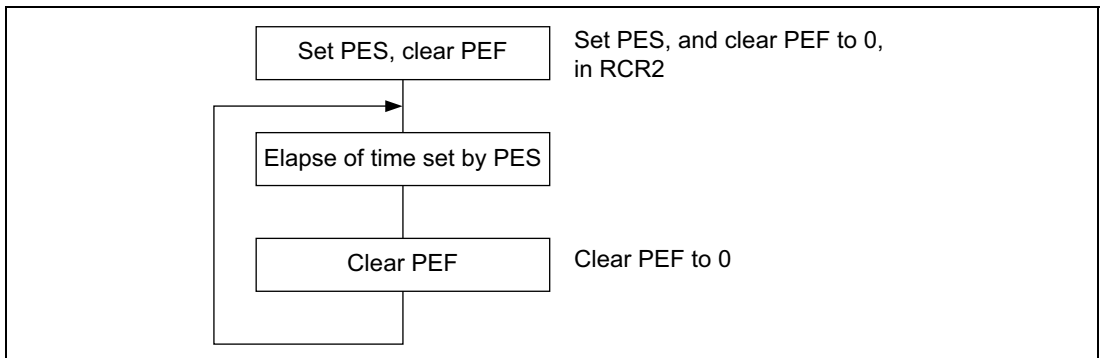 Set PES, clear PEF
Set PES, and clear PEF to 0,
in RCR2
Elapse of time set by PES
Clear PEF
Clear PEF to 0